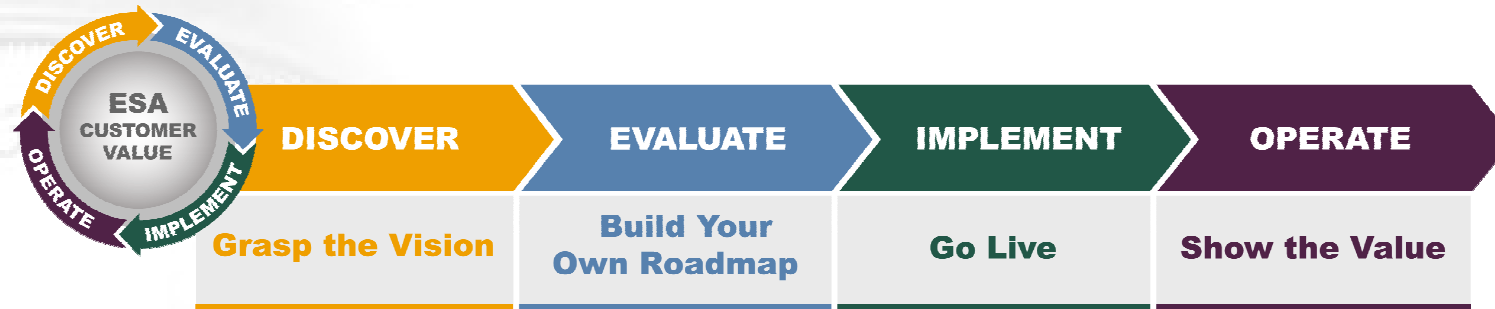 DISCOVER
EVALUATE
IMPLEMENT
OPERATE
ESA
CUSTOMER
VALUE
DISCOVER
EVALUATE
IMPLEMENT
OPERATE
Grasp the Vision
Build Your
Own Roadmap
Go Live
Show the Value